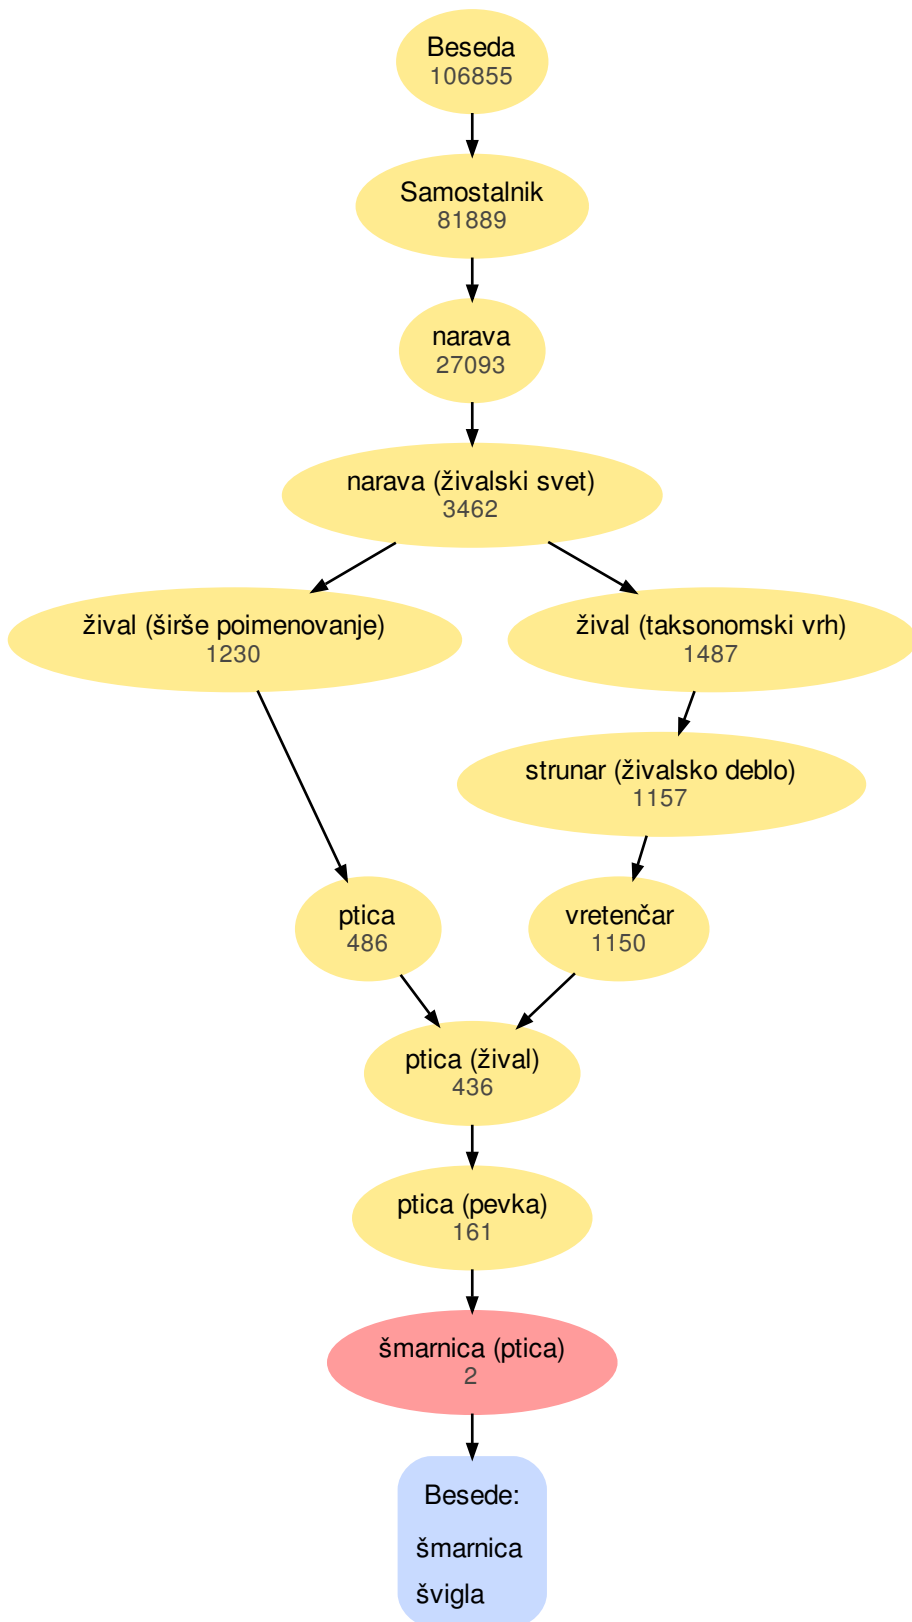 Beseda
106855
Samostalnik
81889
narava
27093
narava (živalski svet)
3462
žival (širše poimenovanje)
1230
žival (taksonomski vrh)
1487
strunar (živalsko deblo)
1157
ptica
486
vretenčar
1150
ptica (žival)
436
ptica (pevka)
161
šmarnica (ptica)
2
Besede:
šmarnica
švigla